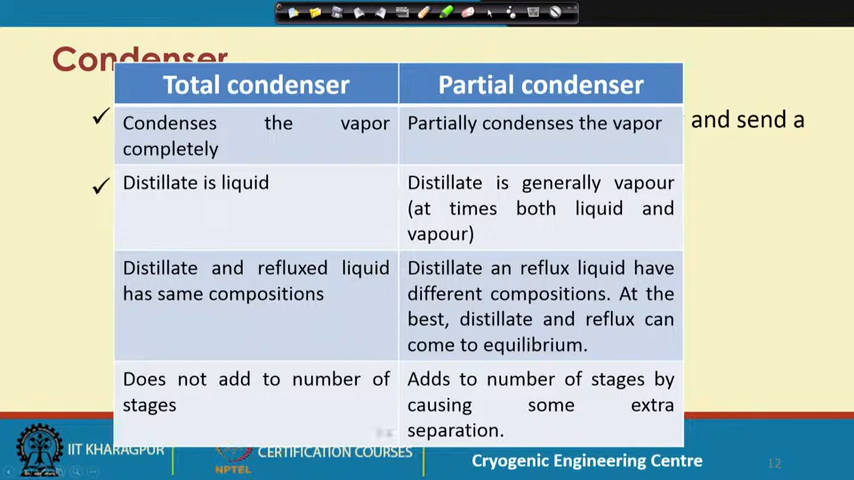 Condenser
Total condenser
Partial condenser
and send a
Condenses the vapor
completely
Partially condenses the vapor
Distillate is liquid
Distillate is generally vapour
(at times both liquid and
vapour)
Distillate and refluxed liquid
has same compositions
Distillate an reflux liquid have
different compositions. At the
best, distillate and reflux can
come to equilibrium.
Does not add to number of
stages
Adds to number of stages by
causing some extra
separation.
IIT KHARAGPUR
NPTEL
CERTIFICATION COURSES
Cryogenic Engineering Centre
12